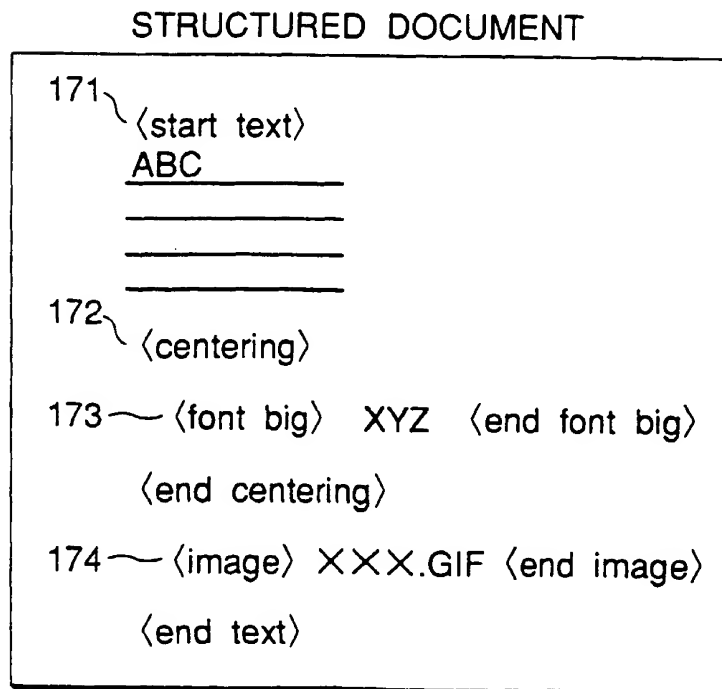 STRUCTURED DOCUMENT
171
〈start text〉
ABC
172
〈centering〉
173 〈font big〉 XYZ 〈end font big〉
〈end centering〉
174 〈image〉 ×××.GIF 〈end image〉
〈end text〉